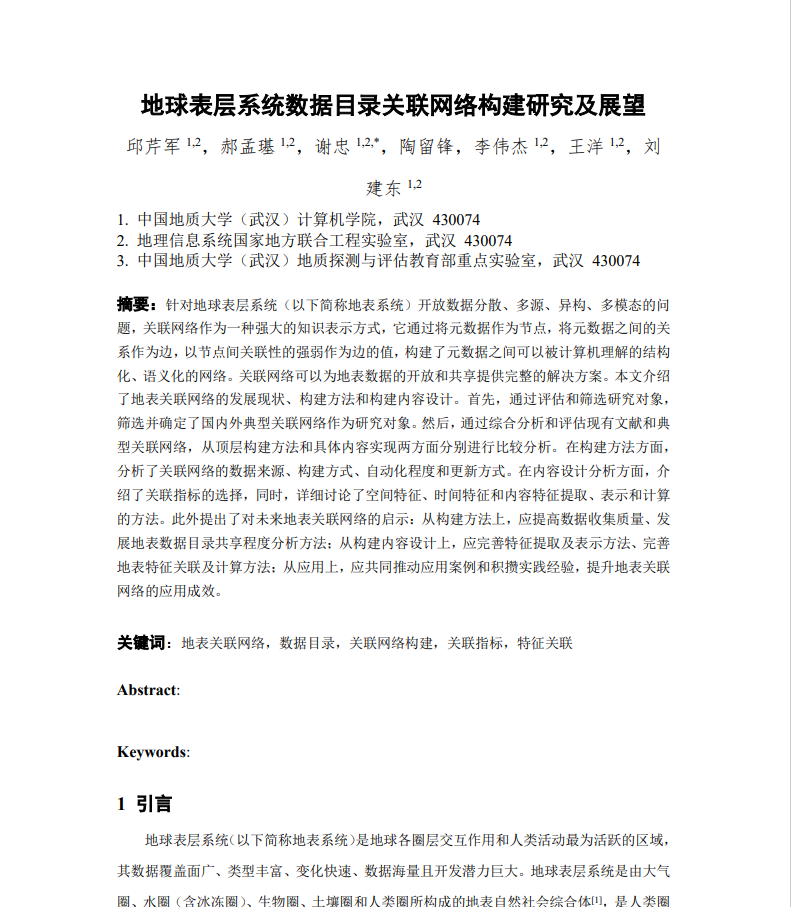 地球表层系统数据目录关联网络构建研究及展望
邱芹军 1,2，郝孟堪 1,2，谢忠 1,2,*，陶留锋，李伟杰 1,2，王洋 1,2，刘
建东 1,2
1. 中国地质大学（武汉）计算机学院，武汉 430074
2. 地理信息系统国家地方联合工程实验室，武汉 430074
3. 中国地质大学（武汉）地质探测与评估教育部重点实验室，武汉 430074
摘要：针对地球表层系统（以下简称地表系统）开放数据分散、多源、异构、多模态的问
题，关联网络作为一种强大的知识表示方式，它通过将元数据作为节点，将元数据之间的关
系作为边，以节点间关联性的强弱作为边的值，构建了元数据之间可以被计算机理解的结构
化、语义化的网络。关联网络可以为地表数据的开放和共享提供完整的解决方案。本文介绍
了地表关联网络的发展现状、构建方法和构建内容设计。首先，通过评估和筛选研究对象，
筛选并确定了国内外典型关联网络作为研究对象。然后，通过综合分析和评估现有文献和典
型关联网络，从顶层构建方法和具体内容实现两方面分别进行比较分析。在构建方法方面，
分析了关联网络的数据来源、构建方式、自动化程度和更新方式。在内容设计分析方面，介
绍了关联指标的选择，同时，详细讨论了空间特征、时间特征和内容特征提取、表示和计算
的方法。此外提出了对未来地表关联网络的启示：从构建方法上，应提高数据收集质量、发
展地表数据目录共享程度分析方法；从构建内容设计上，应完善特征提取及表示方法、完善
地表特征关联及计算方法；从应用上，应共同推动应用案例和积攒实践经验，提升地表关联
网络的应用成效。
关键词：地表关联网络，数据目录，关联网络构建，关联指标，特征关联
Abstract:
Keywords:
1 引言
地球表层系统（以下简称地表系统）是地球各圈层交互作用和人类活动最为活跃的区域，
其数据覆盖面广、类型丰富、变化快速、数据海量且开发潜力巨大。地球表层系统是由大气
圈、水圈（含冰冻圈）、生物圈、土壤圈和人类圈所构成的地表自然社会综合体[1]，是人类圈